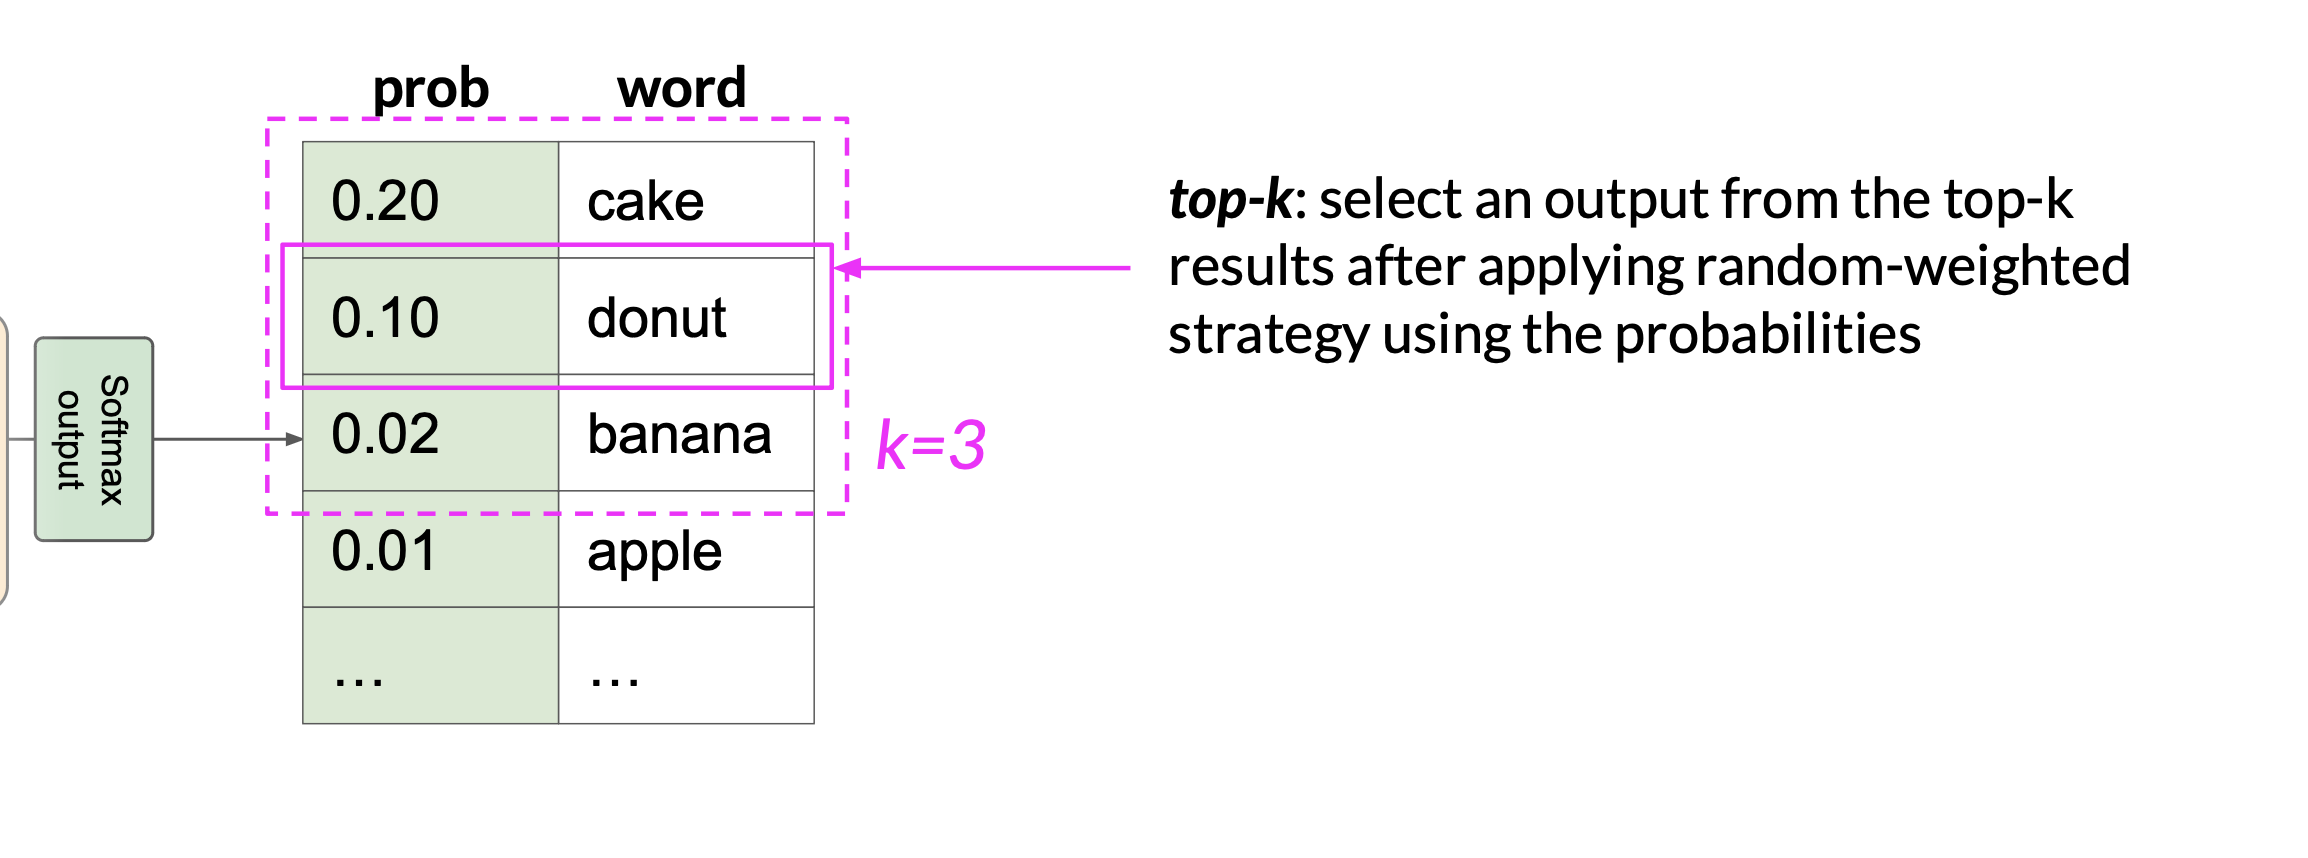 prob word
0.20 cake
0.10 donut
0.02 banana
0.01 apple
... ...
Softmax
output
top-k: select an output from the top-k
results after applying random-weighted
strategy using the probabilities
k=3